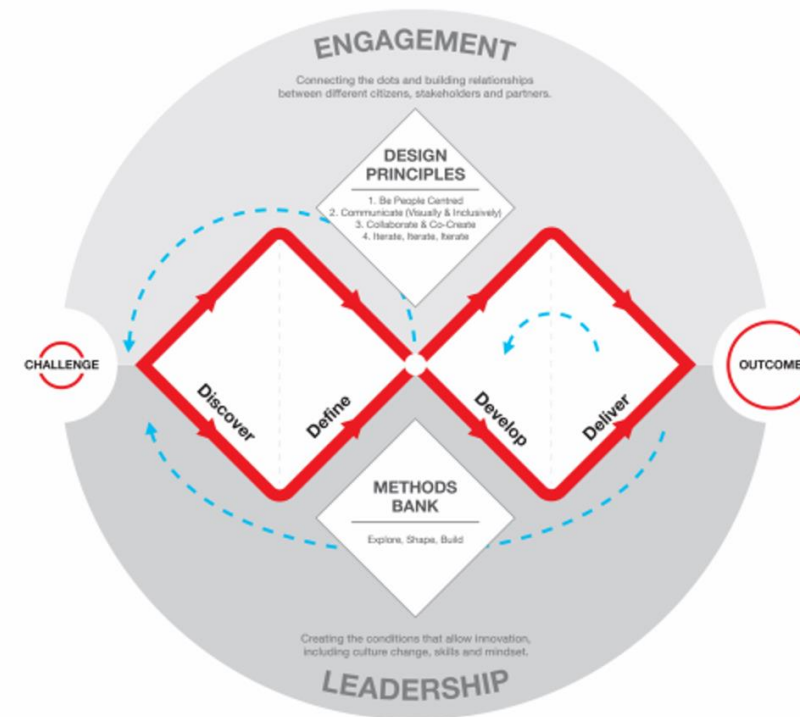 ENGAGEMENT
Connecting the dots and building relationships
between different citizens, stakeholders and partners.
DESIGN
PRINCIPLES
1. Be People Centred
2. Communicate (Visually & Inclusively)
3. Collaborate & Co-Create
4. Iterate, Iterate, Iterate
CHALLENGE
OUTCOME
Discover
Define
Develop
Deliver
METHODS
BANK
Explore, Shape, Build
Creating the conditions that allow innovation,
including culture change, skills and mindset.
LEADERSHIP